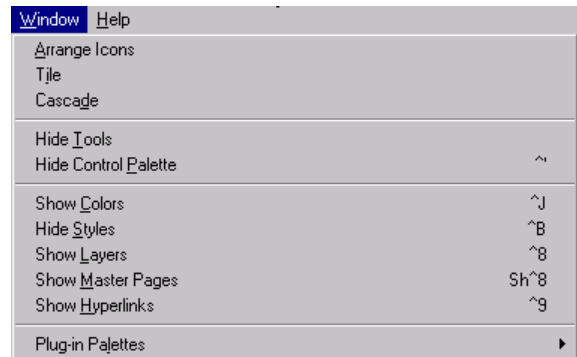 Window Help
Arrange Icons
Tile
Cascade
Hide Tools
Hide Control Palette ^'
Show Colors ^J
Hide Styles ^B
Show Layers ^8
Show Master Pages Sh^8
Show Hyperlinks ^9
Plug-in Palettes